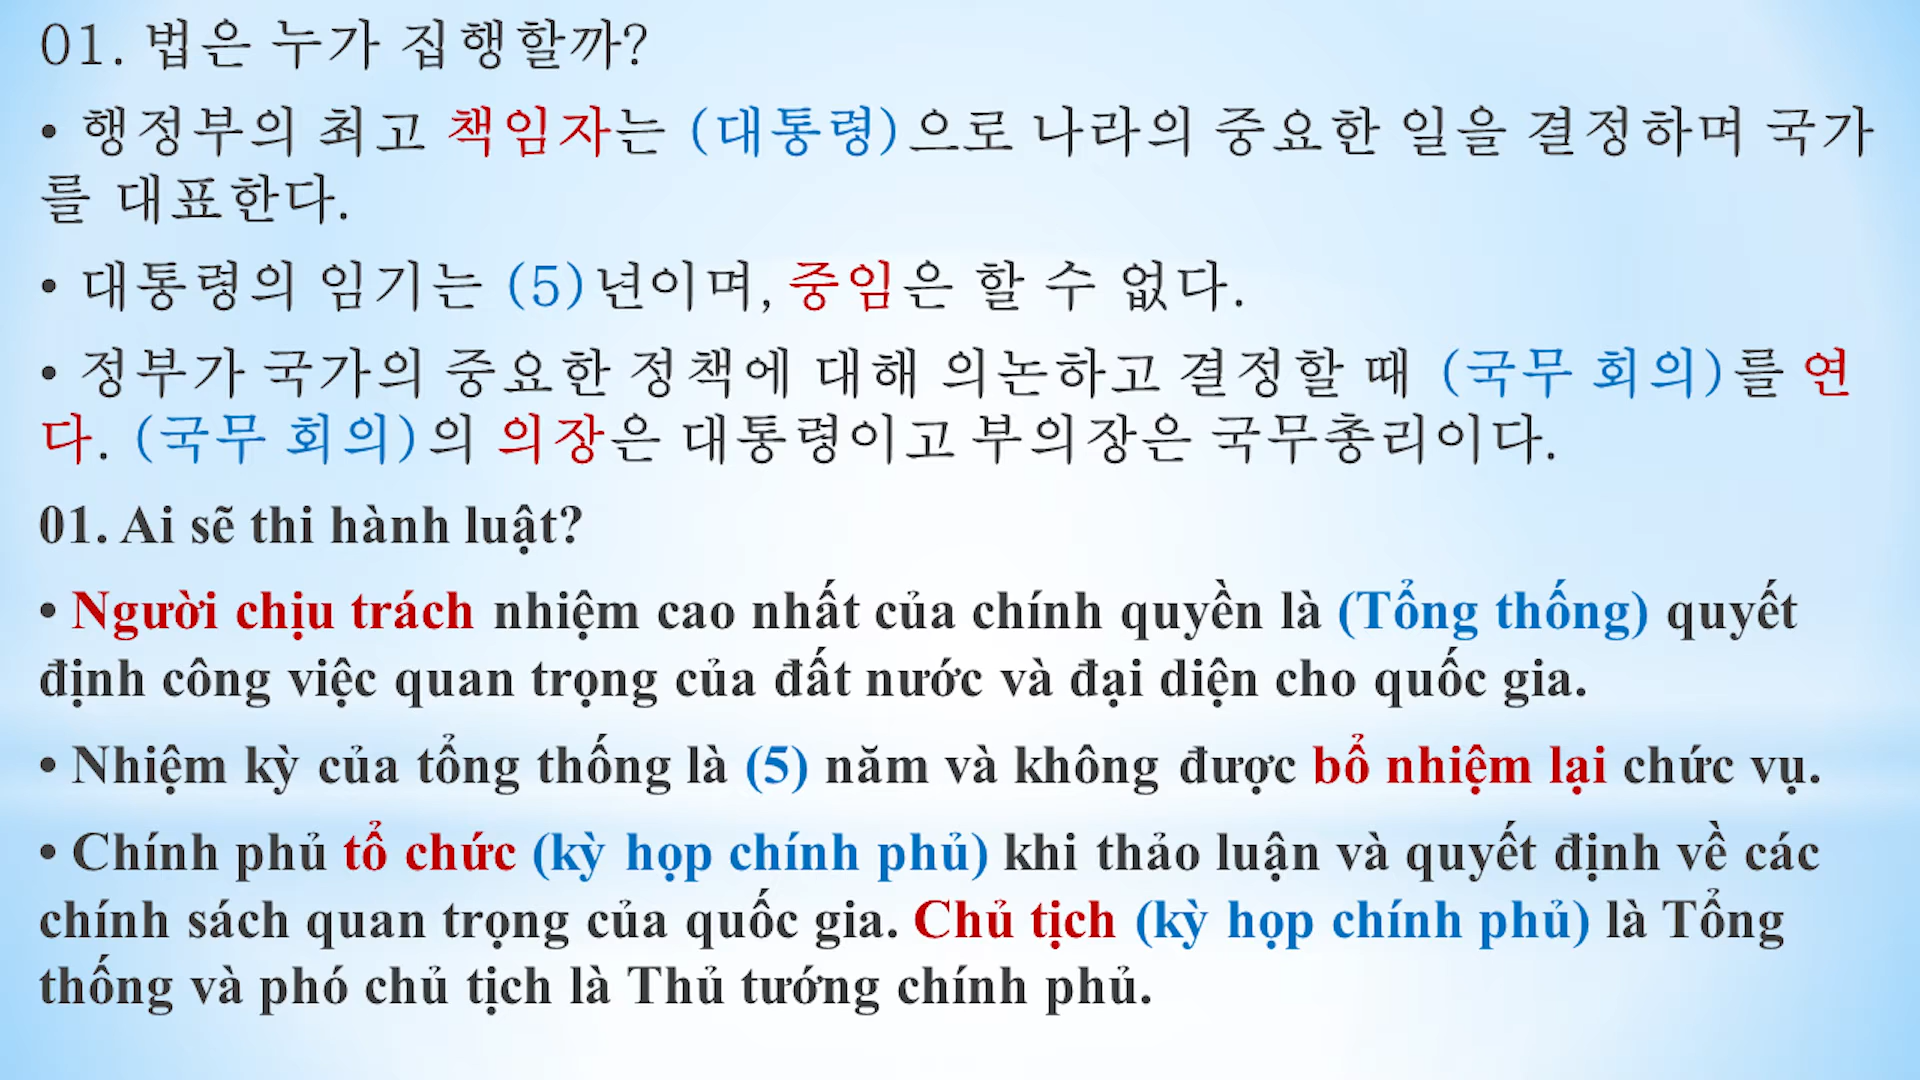 01. 법은 누가 집행할까?
• 행정부의 최고 책임자는 (대통령)으로 나라의 중요한 일을 결정하며 국가
를 대표한다.
• 대통령의 임기는 (5)년이며, 중임은 할 수 없다.
• 정부가 국가의 중요한 정책에 대해 의논하고 결정할 때 (국무 회의)를 연
다. (국무 회의)의 의장은 대통령이고 부의장은 국무총리이다.
01. Ai sẽ thi hành luật?
• Người chịu trách nhiệm cao nhất của chính quyền là (Tổng thống) quyết
định công việc quan trọng của đất nước và đại diện cho quốc gia.
• Nhiệm kỳ của tổng thống là (5) năm và không được bổ nhiệm lại chức vụ.
• Chính phủ tổ chức (kỳ họp chính phủ) khi thảo luận và quyết định về các
chính sách quan trọng của quốc gia. Chủ tịch (kỳ họp chính phủ) là Tổng
thống và phó chủ tịch là Thủ tướng chính phủ.